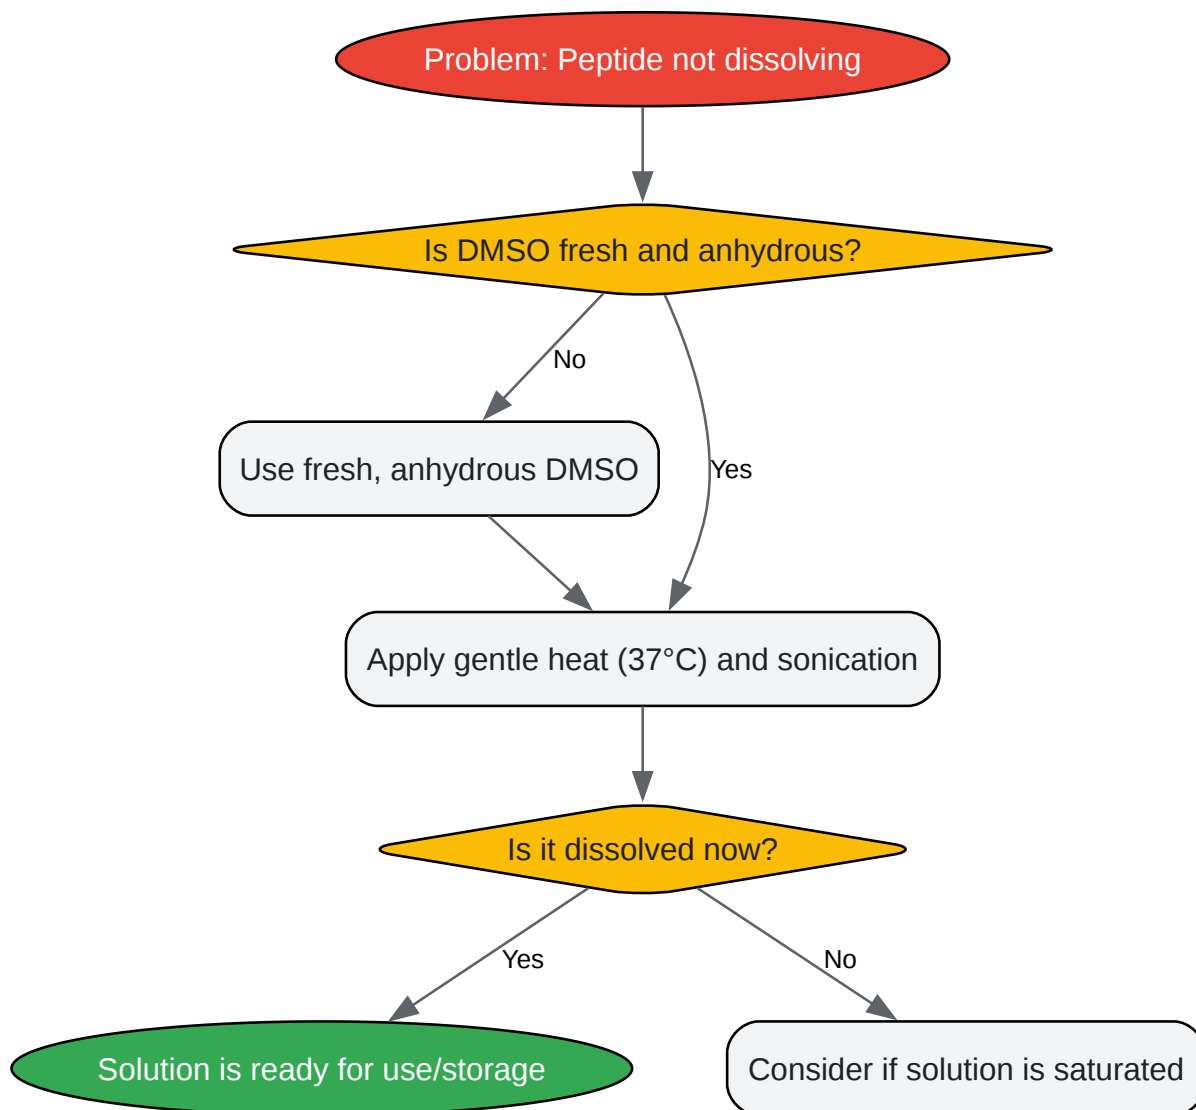 Problem: Peptide not dissolving
Is DMSO fresh and anhydrous?
No
Use fresh, anhydrous DMSO
Yes
Apply gentle heat (37°C) and sonication
Is it dissolved now?
Yes
No
Solution is ready for use/storage
Consider if solution is saturated